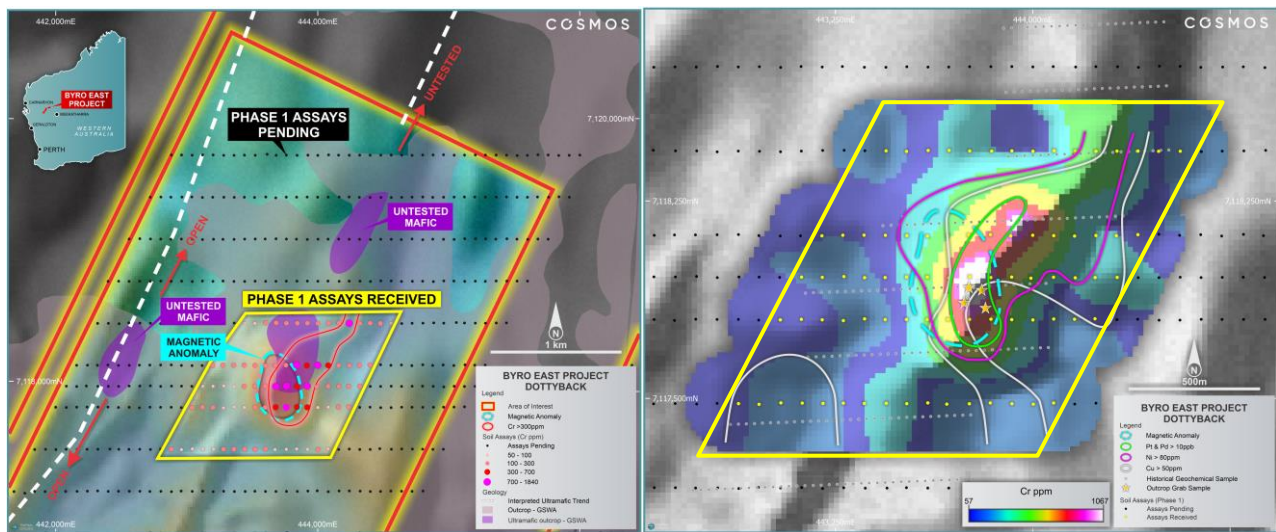 442,000mE
444,000mE
COSMOS
CARNARVON
BYRO EAST
PROJECT
MEEKATHARRA
GERALDTON
WESTERN
AUSTRALIA
PERTH
UNTESTED
PHASE 1 ASSAYS
PENDING
7,120,000mN
UNTESTED
MAFIC
OPEN
PHASE 1 ASSAYS RECEIVED
UNTESTED
MAFIC
MAGNETIC
ANOMALY
N
1 km
7,118,000mN
OPEN
BYRO EAST PROJECT
DOTTYBACK
Legend
Area of Interest
Magnetic Anomaly
Cr >300ppm
Soil Assays (Cr ppm)
Assays Pending
50 - 100
100 - 300
300 - 700
700 - 1840
Geology
Interpreted Ultramafic Trend
Outcrop - GSWA
Ultramafic outcrop - GSWA
442,000mE
444,000mE
443,250mE
444,000mE
COSMOS
7,118,250mN
7,118,250mN
7,117,500mN
N
500m
BYRO EAST PROJECT
DOTTYBACK
Legend
Magnetic Anomaly
Pt & Pd > 10ppb
Ni > 80ppm
Cu > 50ppm
Historical Geochemical Sample
Outcrop Grab Sample
Soil Assays (Phase 1)
Assays Pending
Assays Received
Cr ppm
57
1067
443,250mE
444,000mE